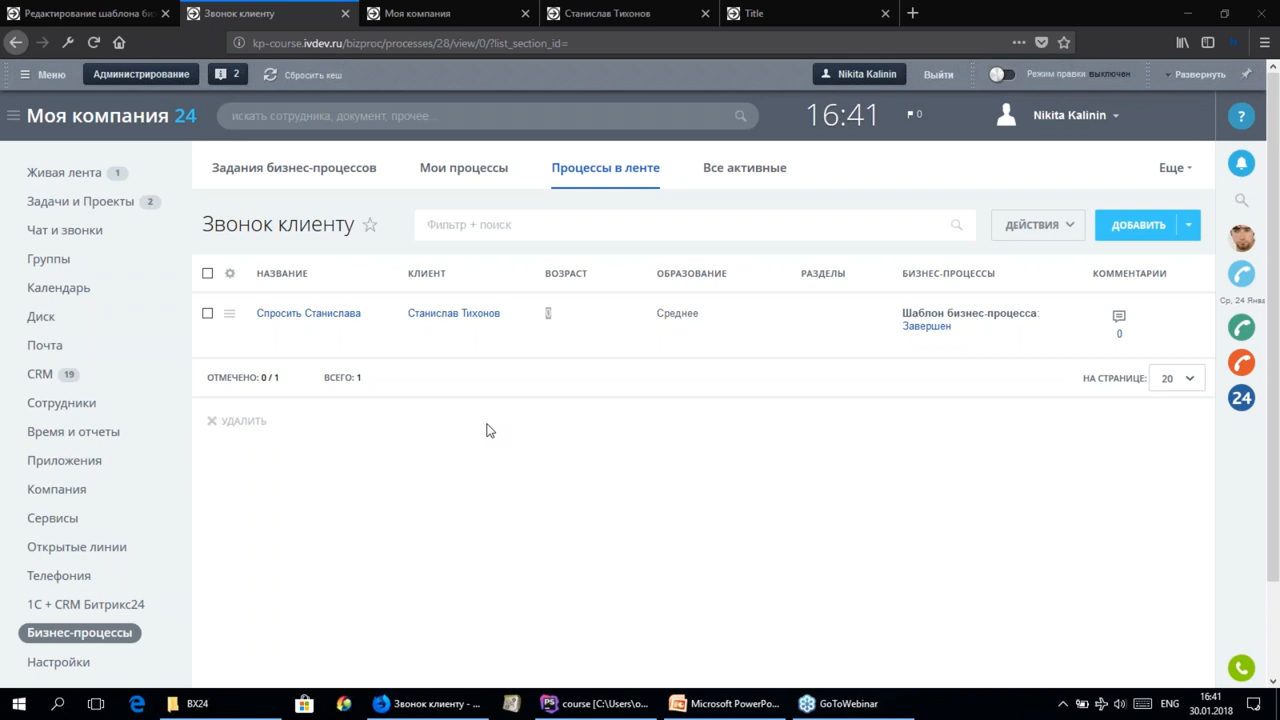 Редактирование шаблона би
Звонок клиенту
Моя компания
Станислав Тихонов
Title
kp-course.ivdev.ru/bizproc/processes/28/view/0/?list_section_id=
Меню
Администрирование
2
Сбросить кеш
Nikita Kalinin
Выйти
Режим правки выключен
Развернуть
Моя компания 24
искать сотрудника, документ, прочее...
16:41
0
Nikita Kalinin
?
Живая лента 1
Задачи и Проекты 2
Чат и звонки
Группы
Календарь
Диск
Почта
CRM 19
Сотрудники
Время и отчеты
Приложения
Компания
Сервисы
Открытые линии
Телефония
1С + CRM Битрикс24
Бизнес-процессы
Настройки
Задания бизнес-процессов
Мои процессы
Процессы в ленте
Все активные
Еще
Звонок клиенту
Фильтр + поиск
ДЕЙСТВИЯ
ДОБАВИТЬ
НАЗВАНИЕ
КЛИЕНТ
ВОЗРАСТ
ОБРАЗОВАНИЕ
РАЗДЕЛЫ
БИЗНЕС-ПРОЦЕССЫ
КОММЕНТАРИИ
Спросить Станислава
Станислав Тихонов
Среднее
Шаблон бизнес-процесса:
Завершен
0
ОТМЕЧЕНО: 0 / 1
ВСЕГО: 1
НА СТРАНИЦЕ:
20
УДАЛИТЬ
Ср, 24 Янва
24
BX24
Звонок клиенту - ...
course [C:\Users\o...
Microsoft PowerPo...
GoToWebinar
ENG
16:41
30.01.2018